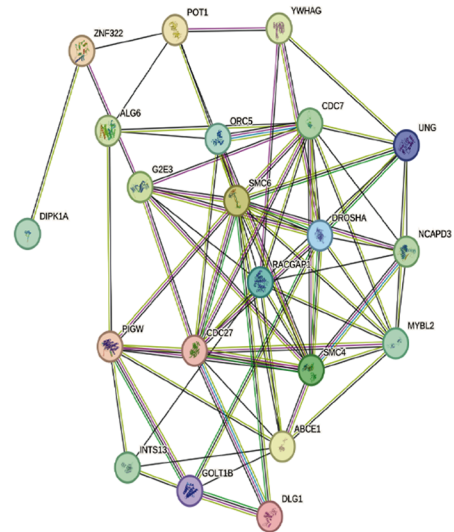 POT1
YWHAG
ZNF322
ALG6
ORC5
CDC7
UNG
G2E3
SMC6
DIPK1A
DROSHA
NCAPD3
RACGAP1
PIGW
CDC27
MYBL2
SMC4
ABCE1
INTS13
GOLT1B
DLG1